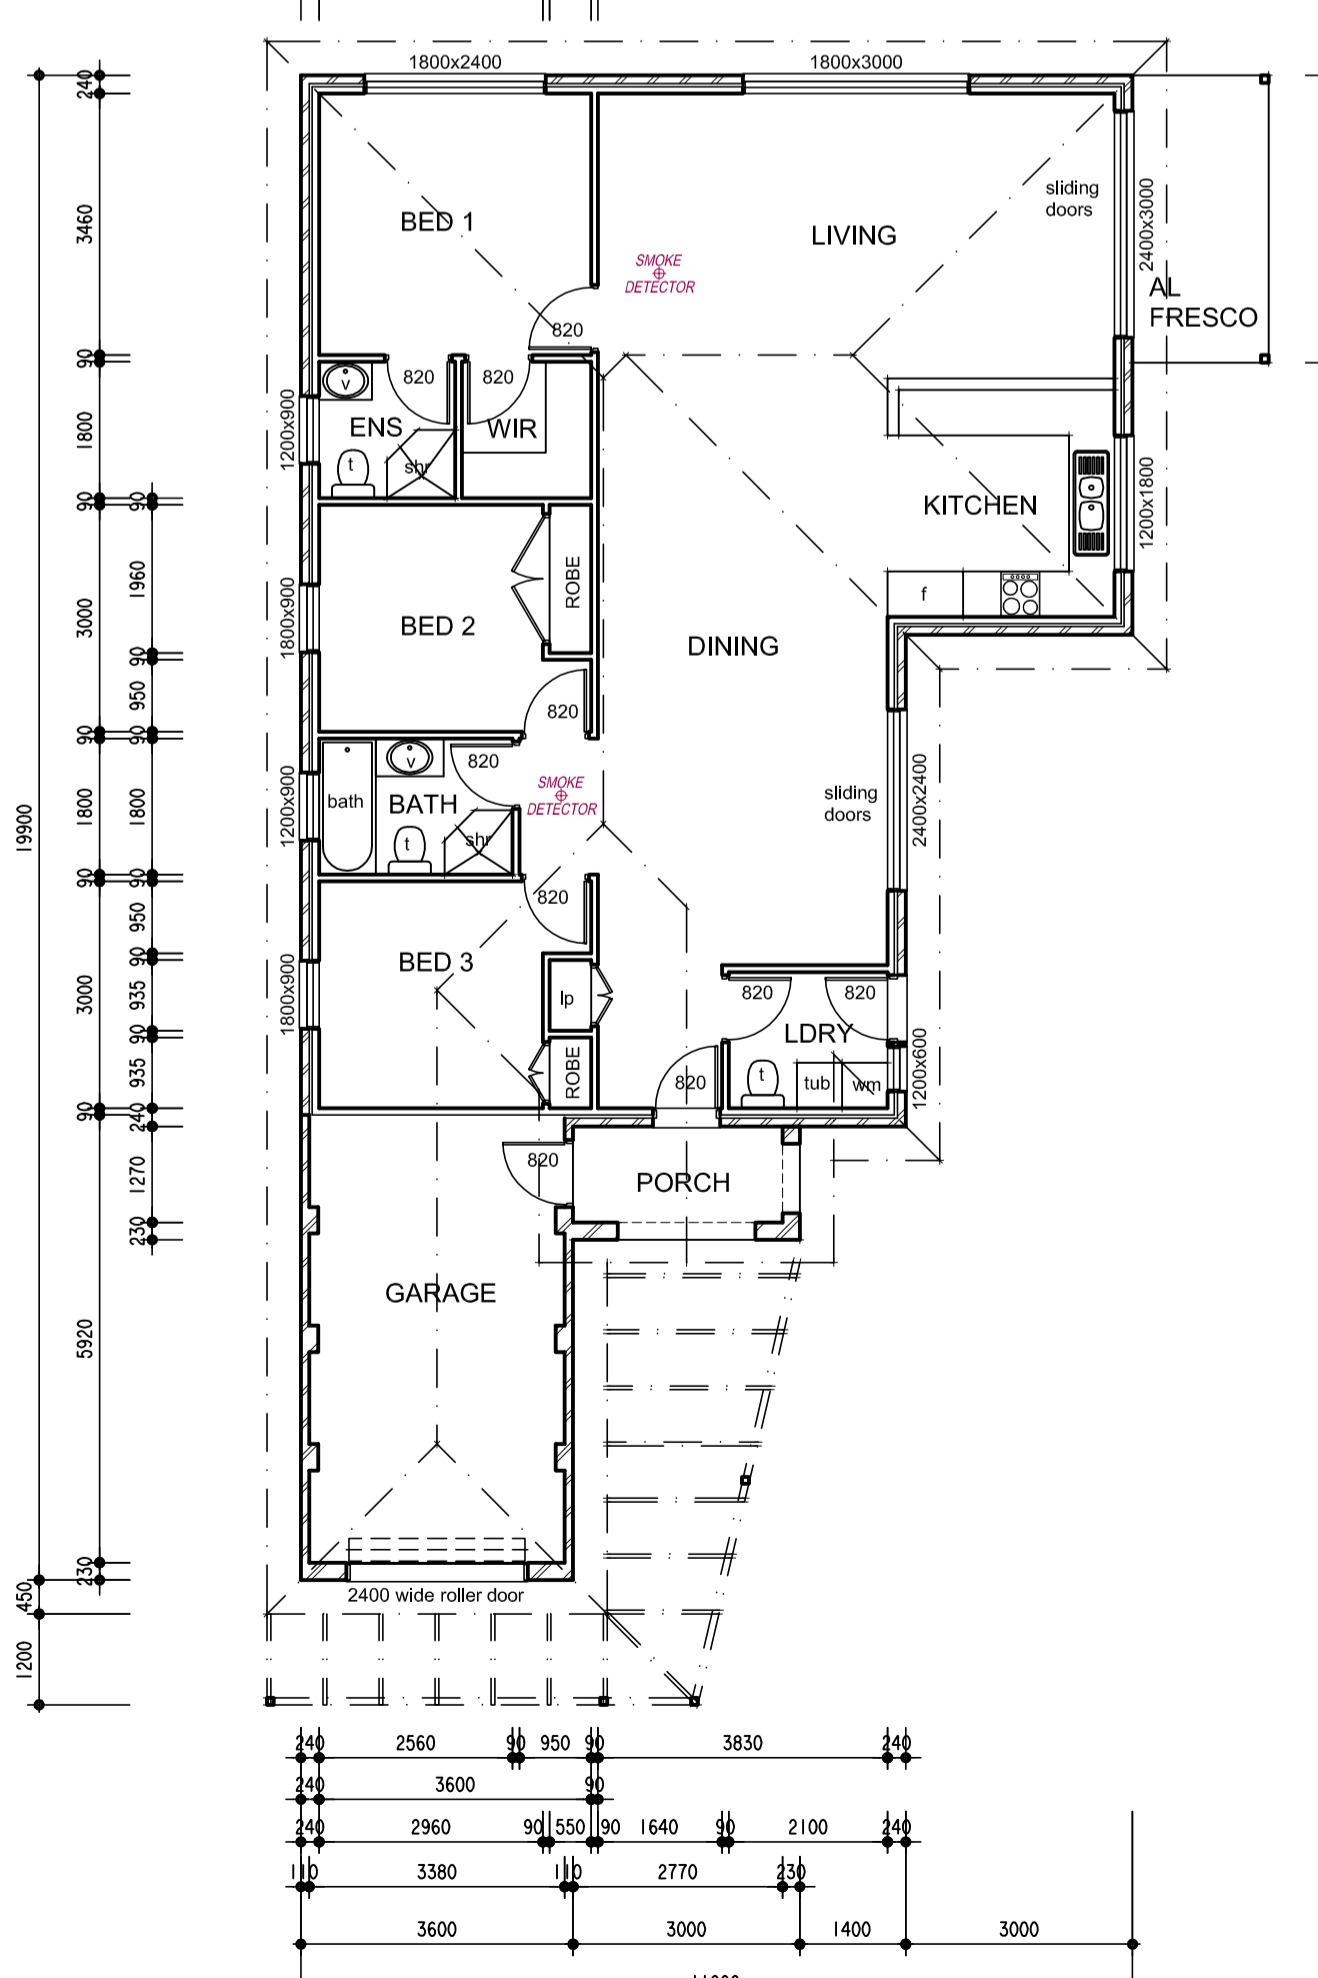 1800x2400
1800x3000
240
3460
90
1800
90
3000
90
1800
90
3000
90
5920
230
19900
450
1200
90
1960
90
950
90
1800
90
950
90
935
90
935
240
1270
230
BED 1
LIVING
sliding
doors
2400x3000
AL
FRESCO
SMOKE
DETECTOR
820
820
820
v
ENS
WIR
t
shr
1200x900
KITCHEN
1200x1800
f
BED 2
ROBE
1800x900
DINING
820
820
v
bath
BATH
t
shr
1200x900
SMOKE
DETECTOR
sliding
doors
2400x2400
820
BED 3
lp
ROBE
1800x900
820
820
LDRY
t
tub
wm
1200x600
820
820
PORCH
GARAGE
2400 wide roller door
240 2560 90 950 90 3830 240
240 3600 90
240 2960 90 550 90 1640 90 2100 240
110 3380 110 2770 230
3600 3000 1400 3000